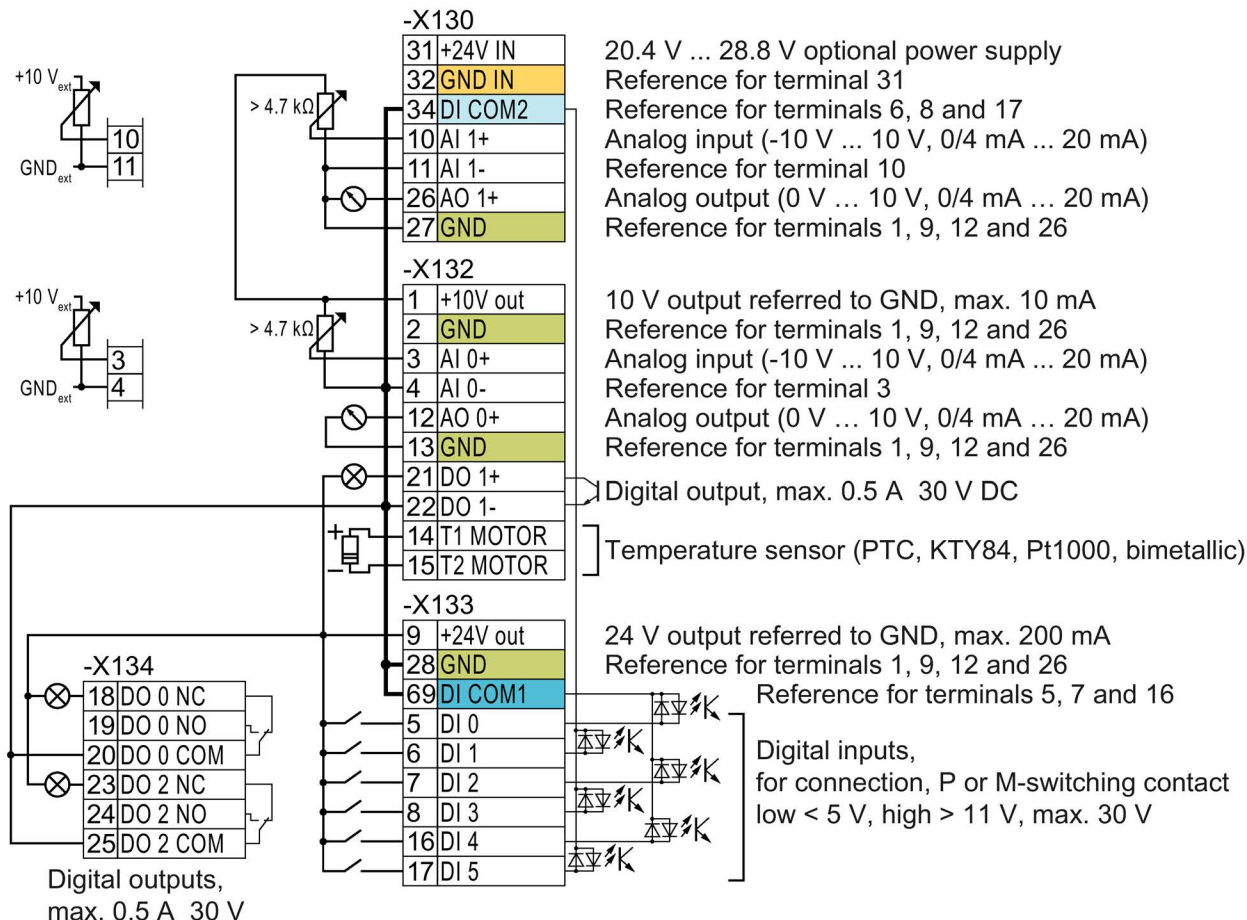 -X130
31 +24V IN 20.4 V ... 28.8 V optional power supply
32 GND IN Reference for terminal 31
34 DI COM2 Reference for terminals 6, 8 and 17
10 AI 1+ Analog input (-10 V ... 10 V, 0/4 mA ... 20 mA)
11 AI 1- Reference for terminal 10
26 AO 1+ Analog output (0 V ... 10 V, 0/4 mA ... 20 mA)
27 GND Reference for terminals 1, 9, 12 and 26
+10 Vext
10
GNDext 11
> 4.7 kΩ
-X132
1 +10V out 10 V output referred to GND, max. 10 mA
2 GND Reference for terminals 1, 9, 12 and 26
3 AI 0+ Analog input (-10 V ... 10 V, 0/4 mA ... 20 mA)
4 AI 0- Reference for terminal 3
12 AO 0+ Analog output (0 V ... 10 V, 0/4 mA ... 20 mA)
13 GND Reference for terminals 1, 9, 12 and 26
21 DO 1+
22 DO 1-
Digital output, max. 0.5 A 30 V DC
14 T1 MOTOR
15 T2 MOTOR
Temperature sensor (PTC, KTY84, Pt1000, bimetallic)
+10 Vext
3
GNDext 4
> 4.7 kΩ
+
−
-X133
9 +24V out 24 V output referred to GND, max. 200 mA
28 GND Reference for terminals 1, 9, 12 and 26
69 DI COM1 Reference for terminals 5, 7 and 16
5 DI 0
6 DI 1
7 DI 2
8 DI 3
16 DI 4
17 DI 5
Digital inputs,
for connection, P or M-switching contact
low < 5 V, high > 11 V, max. 30 V
-X134
18 DO 0 NC
19 DO 0 NO
20 DO 0 COM
23 DO 2 NC
24 DO 2 NO
25 DO 2 COM
Digital outputs,
max. 0.5 A 30 V